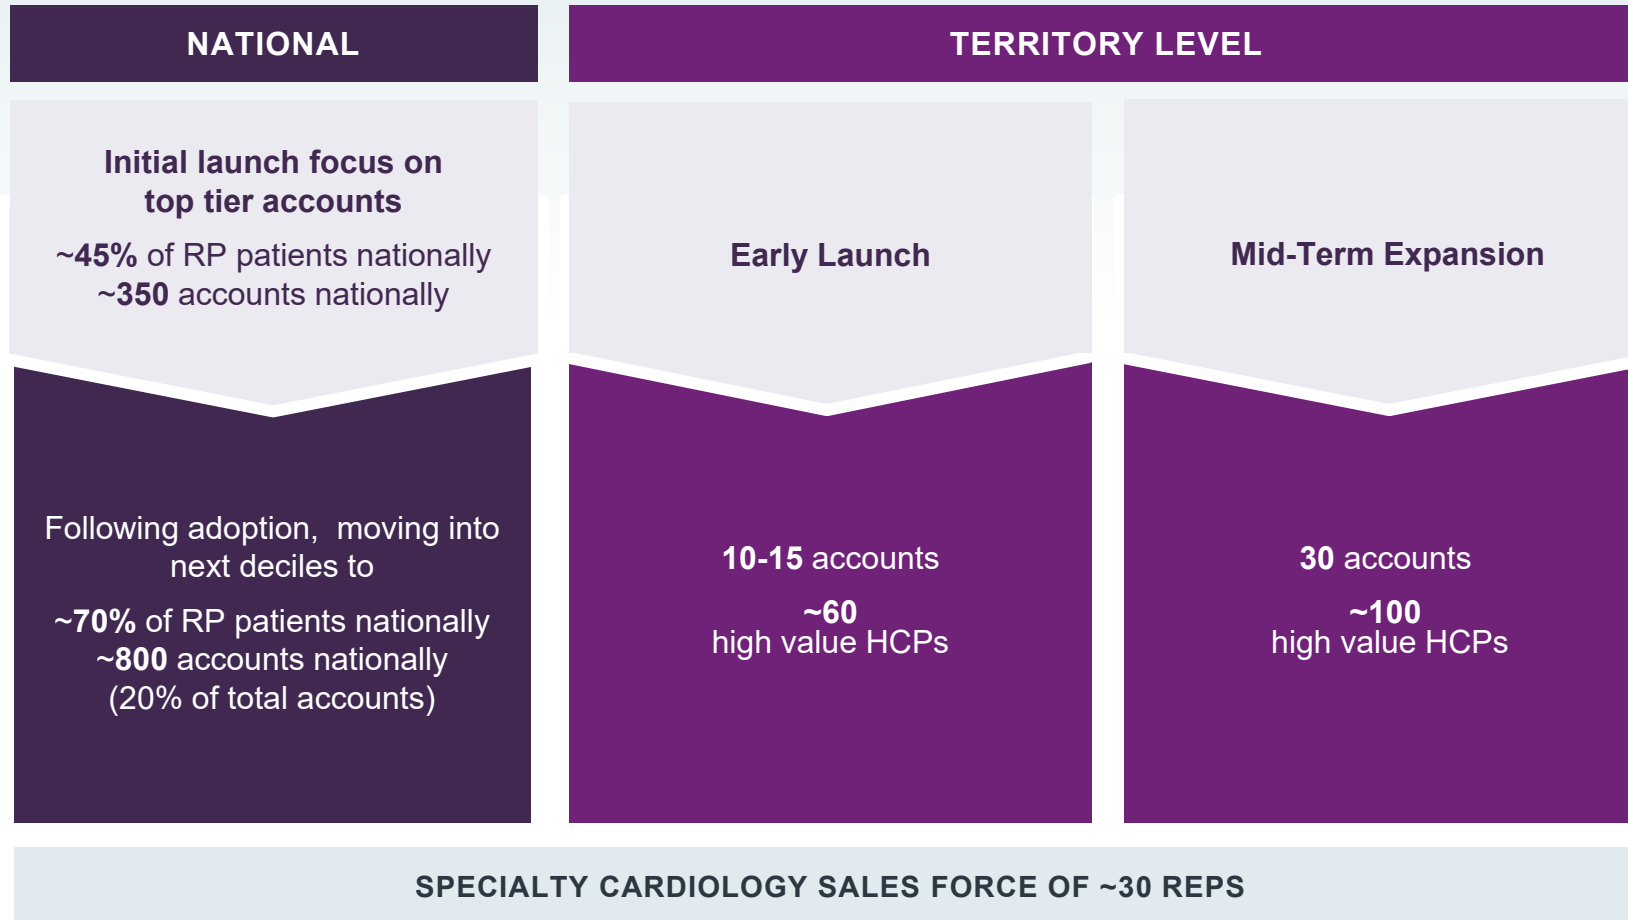 NATIONAL
TERRITORY LEVEL
Initial launch focus on
top tier accounts
~45% of RP patients nationally
~350 accounts nationally
Following adoption,  moving into
next deciles to
~70% of RP patients nationally
~800 accounts nationally
(20% of total accounts)
Early Launch
10-15 accounts
~60
high value HCPs
Mid-Term Expansion
30 accounts
~100
high value HCPs
SPECIALTY CARDIOLOGY SALES FORCE OF ~30 REPS